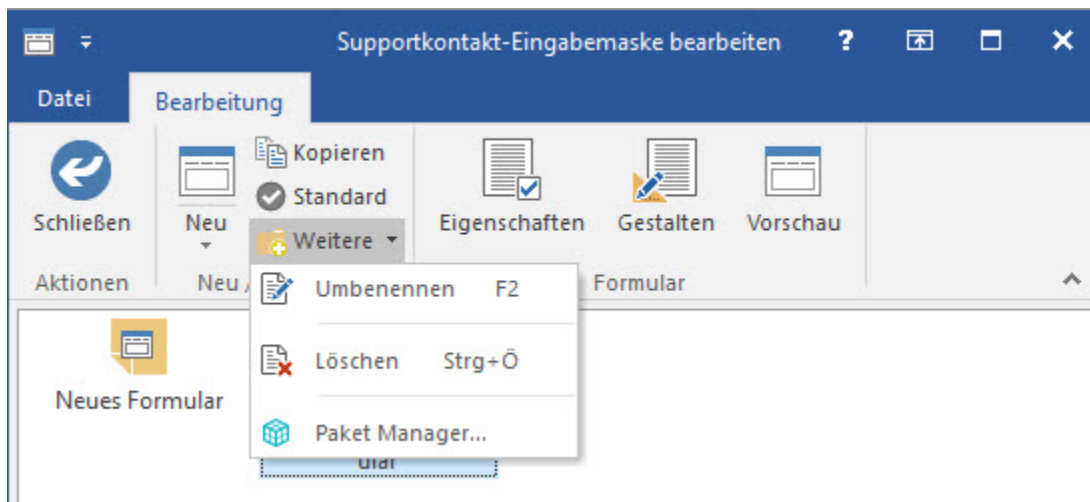 Supportkontakt-Eingabemaske bearbeiten ?
Datei Bearbeitung
Kopieren
Standard
Schließen Neu Weitere Eigenschaften Gestalten Vorschau
Aktionen Neu Formular
Umbenennen F2
Löschen Strg+Ö
Neues Formular
Paket Manager...
ular